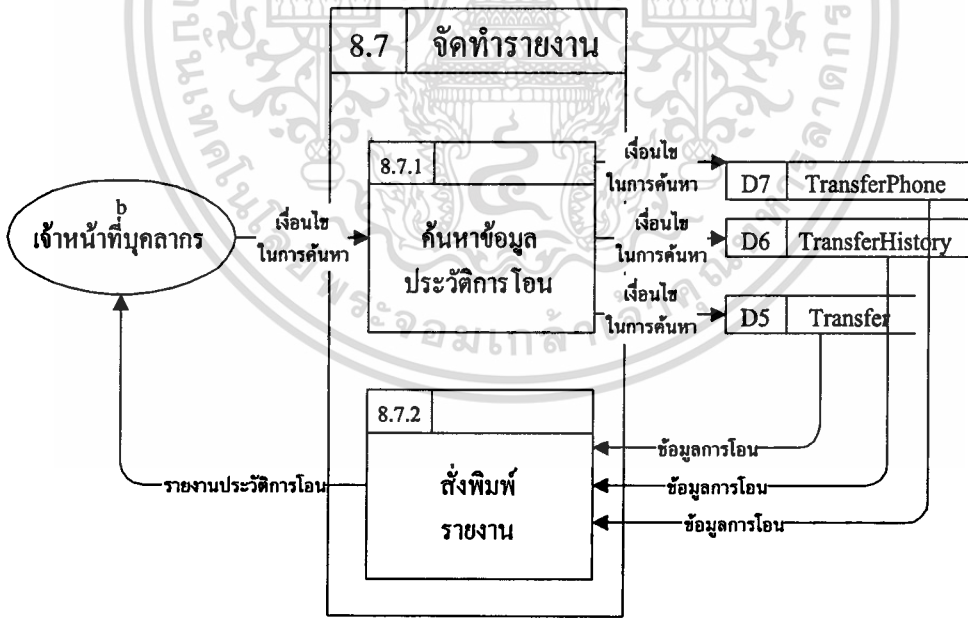 8.7 จัดทำรายงาน
8.7.1
ค้นหาข้อมูล
ประวัติการโอน
b
เจ้าหน้าที่บุคลากร
เงื่อนไข
ในการค้นหา
เงื่อนไข
ในการค้นหา
D7 TransferPhone
เงื่อนไข
ในการค้นหา
D6 TransferHistory
เงื่อนไข
ในการค้นหา
D5 Transfer
8.7.2
สั่งพิมพ์
รายงาน
ข้อมูลการโอน
ข้อมูลการโอน
ข้อมูลการโอน
รายงานประวัติการโอน